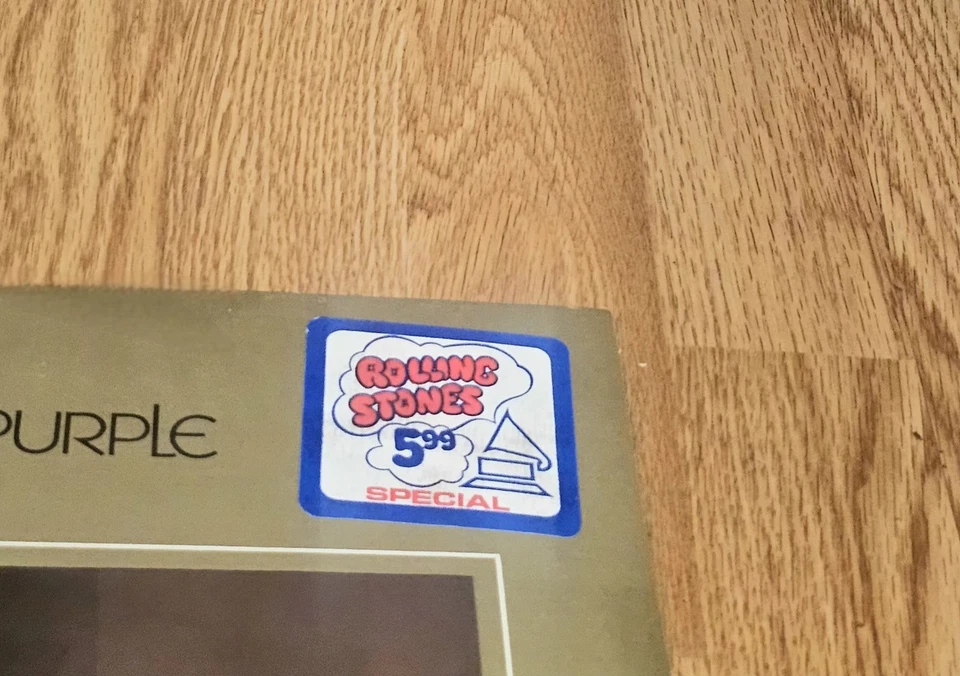 PURPLE
ROLLING
STONES
5.99
SPECIAL